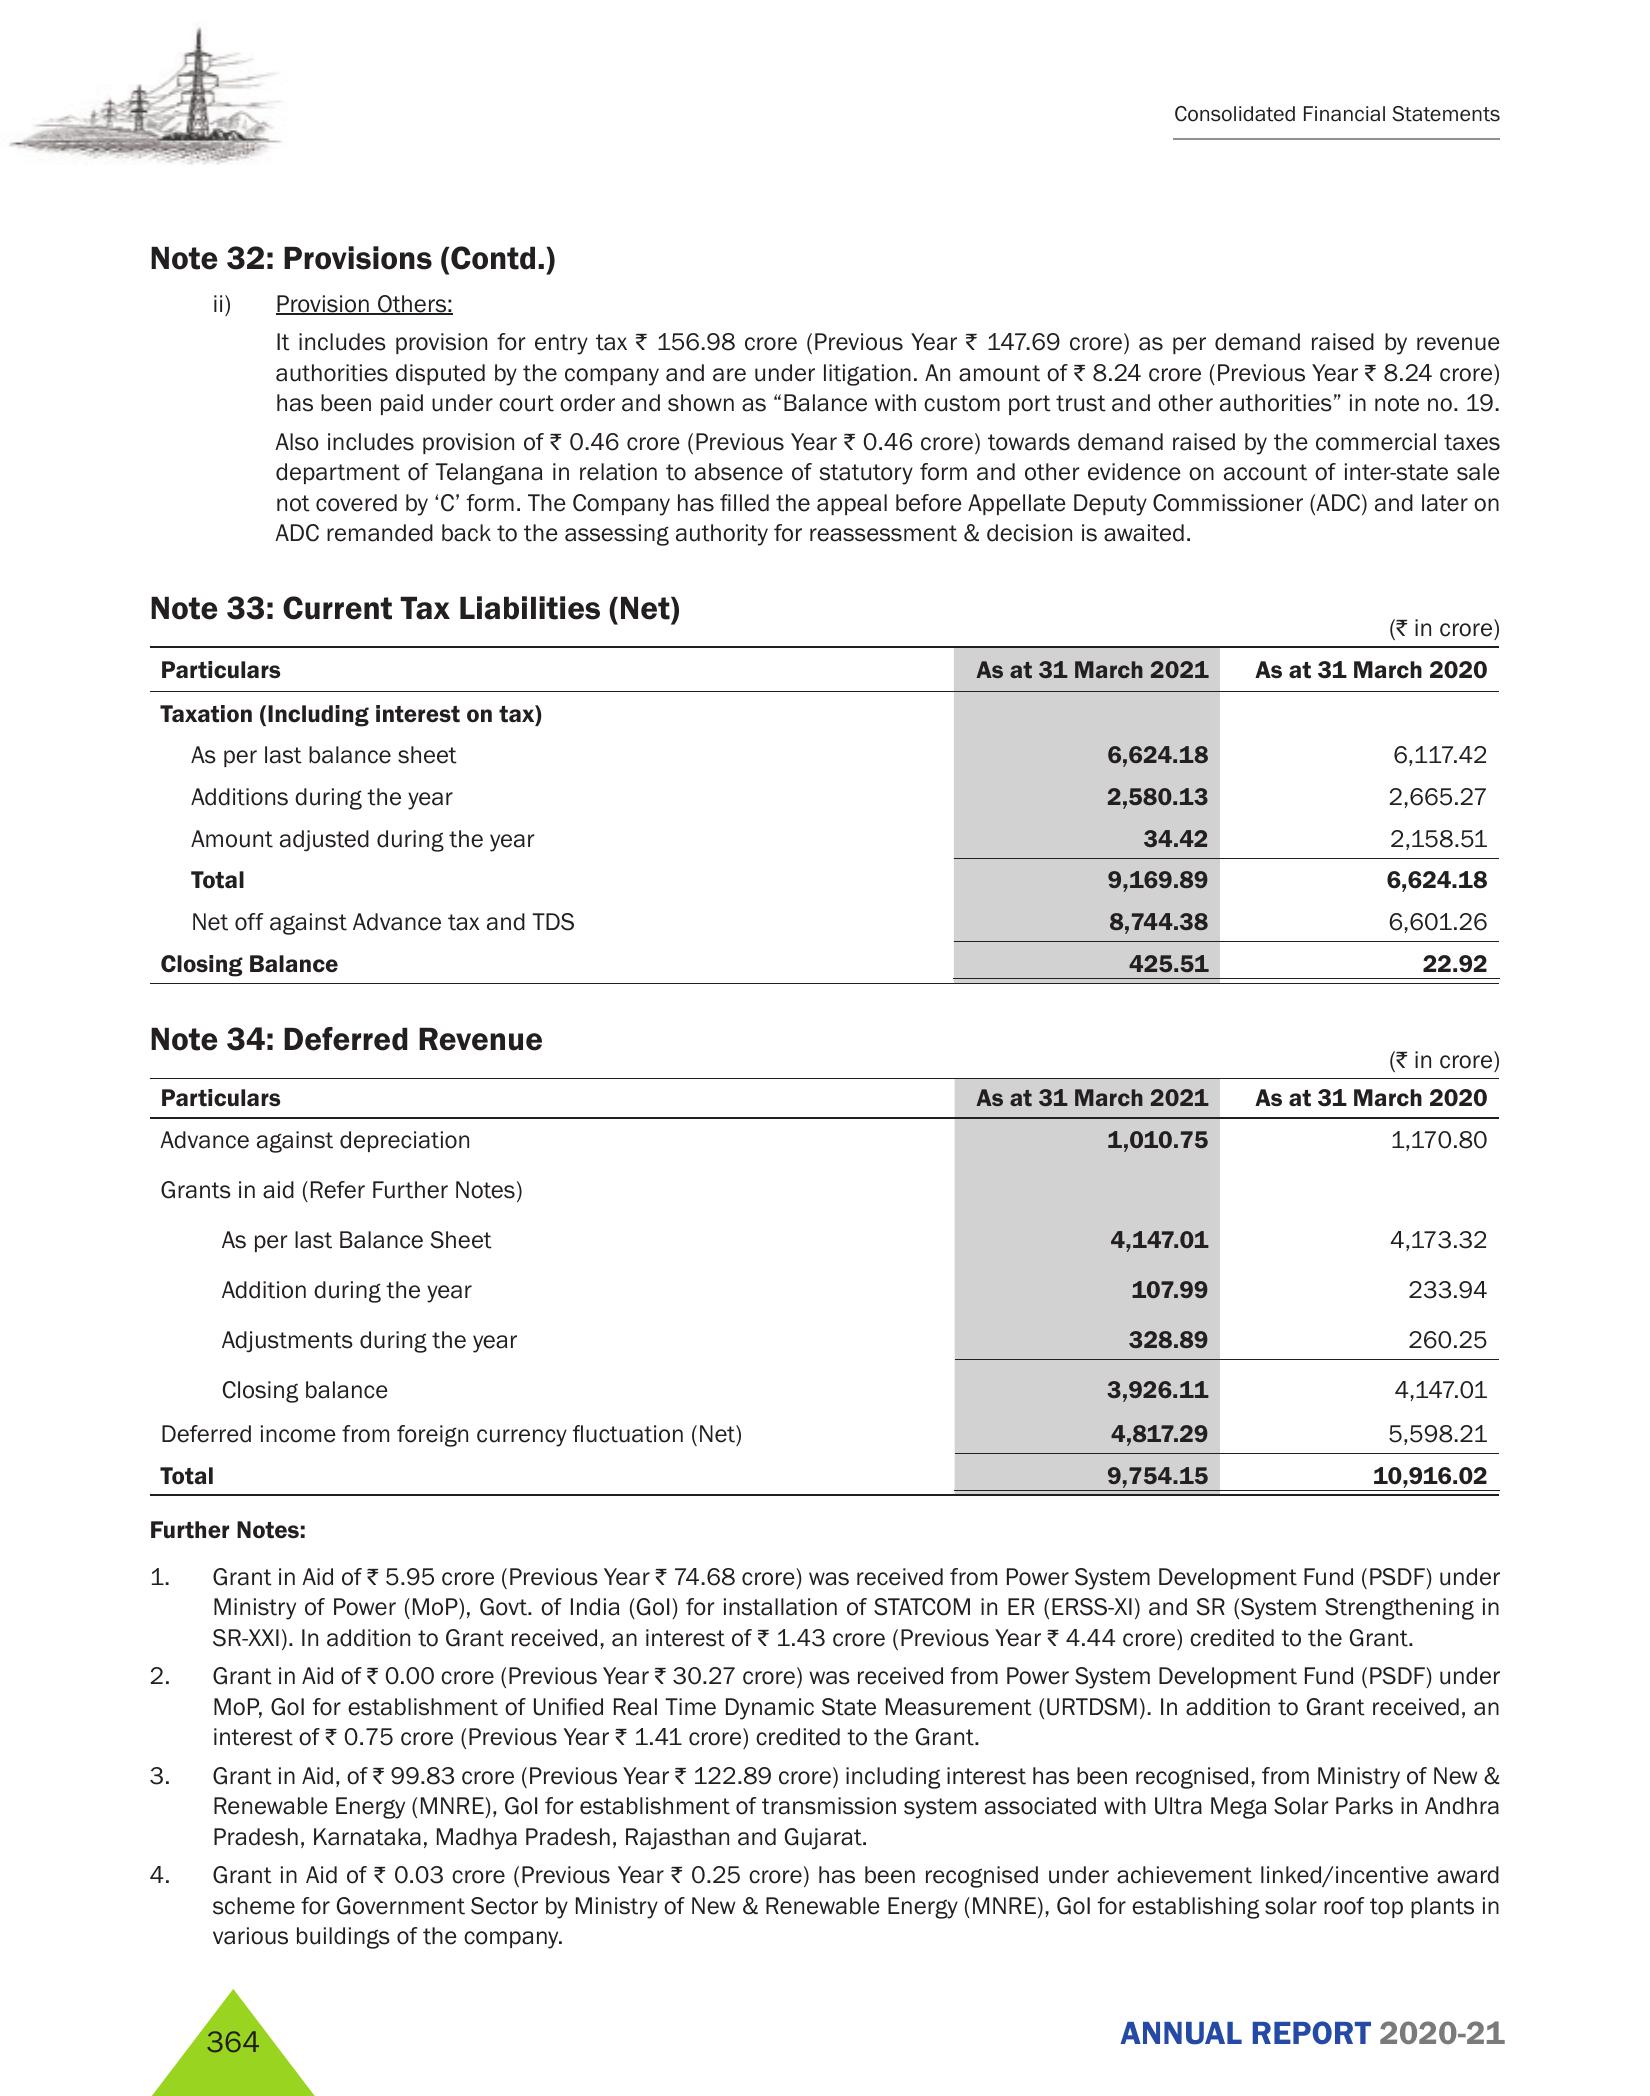 Consolidated Financial Statements
Note 32: Provisions (Contd.)
ii) Provision Others:
It includes provision for entry tax ₹ 156.98 crore (Previous Year ₹ 147.69 crore) as per demand raised by revenue
authorities disputed by the company and are under litigation. An amount of ₹ 8.24 crore (Previous Year ₹ 8.24 crore)
has been paid under court order and shown as “Balance with custom port trust and other authorities” in note no. 19.
Also includes provision of ₹ 0.46 crore (Previous Year ₹ 0.46 crore) towards demand raised by the commercial taxes
department of Telangana in relation to absence of statutory form and other evidence on account of inter-state sale
not covered by ‘C’ form. The Company has filled the appeal before Appellate Deputy Commissioner (ADC) and later on
ADC remanded back to the assessing authority for reassessment & decision is awaited.
Note 33: Current Tax Liabilities (Net)
(₹ in crore)
Particulars As at 31 March 2021 As at 31 March 2020
Taxation (Including interest on tax)
As per last balance sheet 6,624.18 6,117.42
Additions during the year 2,580.13 2,665.27
Amount adjusted during the year 34.42 2,158.51
Total 9,169.89 6,624.18
Net off against Advance tax and TDS 8,744.38 6,601.26
Closing Balance 425.51 22.92
Note 34: Deferred Revenue
(₹ in crore)
Particulars As at 31 March 2021 As at 31 March 2020
Advance against depreciation 1,010.75 1,170.80
Grants in aid (Refer Further Notes)
As per last Balance Sheet 4,147.01 4,173.32
Addition during the year 107.99 233.94
Adjustments during the year 328.89 260.25
Closing balance 3,926.11 4,147.01
Deferred income from foreign currency fluctuation (Net) 4,817.29 5,598.21
Total 9,754.15 10,916.02
Further Notes:
1. Grant in Aid of ₹ 5.95 crore (Previous Year ₹ 74.68 crore) was received from Power System Development Fund (PSDF) under
Ministry of Power (MoP), Govt. of India (GoI) for installation of STATCOM in ER (ERSS-XI) and SR (System Strengthening in
SR-XXI). In addition to Grant received, an interest of ₹ 1.43 crore (Previous Year ₹ 4.44 crore) credited to the Grant.
2. Grant in Aid of ₹ 0.00 crore (Previous Year ₹ 30.27 crore) was received from Power System Development Fund (PSDF) under
MoP, GoI for establishment of Unified Real Time Dynamic State Measurement (URTDSM). In addition to Grant received, an
interest of ₹ 0.75 crore (Previous Year ₹ 1.41 crore) credited to the Grant.
3. Grant in Aid, of ₹ 99.83 crore (Previous Year ₹ 122.89 crore) including interest has been recognised, from Ministry of New &
Renewable Energy (MNRE), GoI for establishment of transmission system associated with Ultra Mega Solar Parks in Andhra
Pradesh, Karnataka, Madhya Pradesh, Rajasthan and Gujarat.
4. Grant in Aid of ₹ 0.03 crore (Previous Year ₹ 0.25 crore) has been recognised under achievement linked/incentive award
scheme for Government Sector by Ministry of New & Renewable Energy (MNRE), GoI for establishing solar roof top plants in
various buildings of the company.
364
ANNUAL REPORT 2020-21